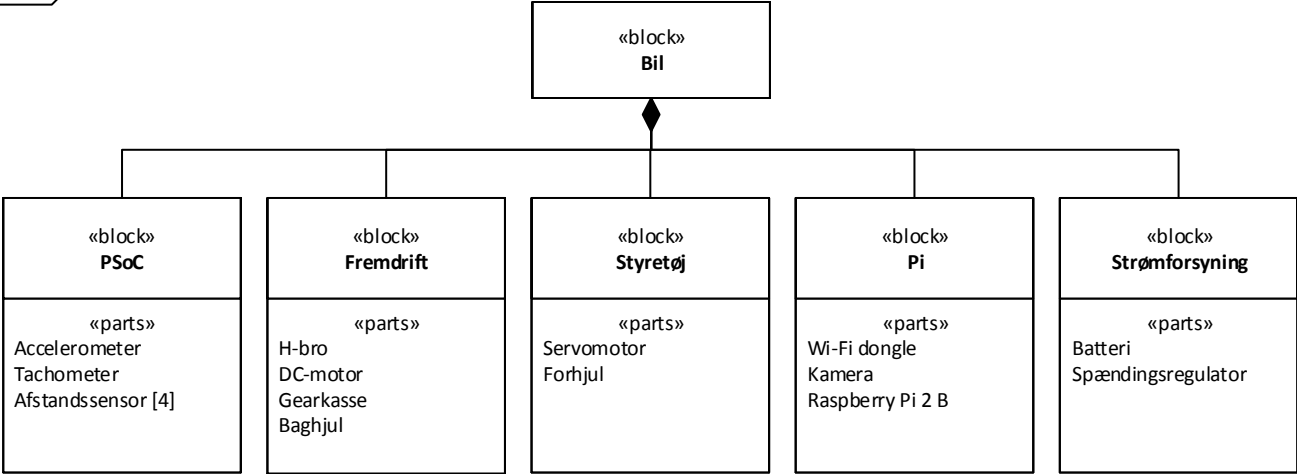 «block»
Bil
«block»
PSoC
«parts»
Accelerometer
Tachometer
Afstandssensor [4]
«block»
Fremdrift
«parts»
H-bro
DC-motor
Gearkasse
Baghjul
«block»
Styretøj
«parts»
Servomotor
Forhjul
«block»
Pi
«parts»
Wi-Fi dongle
Kamera
Raspberry Pi 2 B
«block»
Strømforsyning
«parts»
Batteri
Spændingsregulator